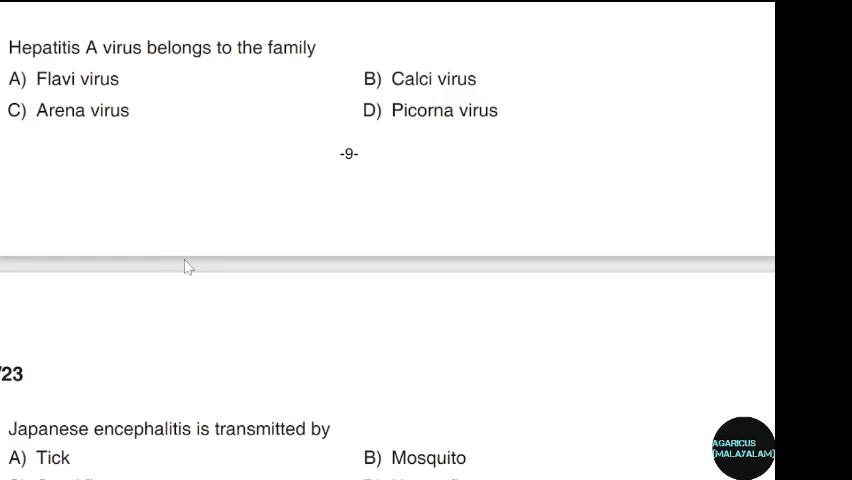 Hepatitis A virus belongs to the family
A) Flavi virus B) Calci virus
C) Arena virus D) Picorna virus
-9-
/23
Japanese encephalitis is transmitted by
A) Tick B) Mosquito
AGARICUS
(MALAYALAM)